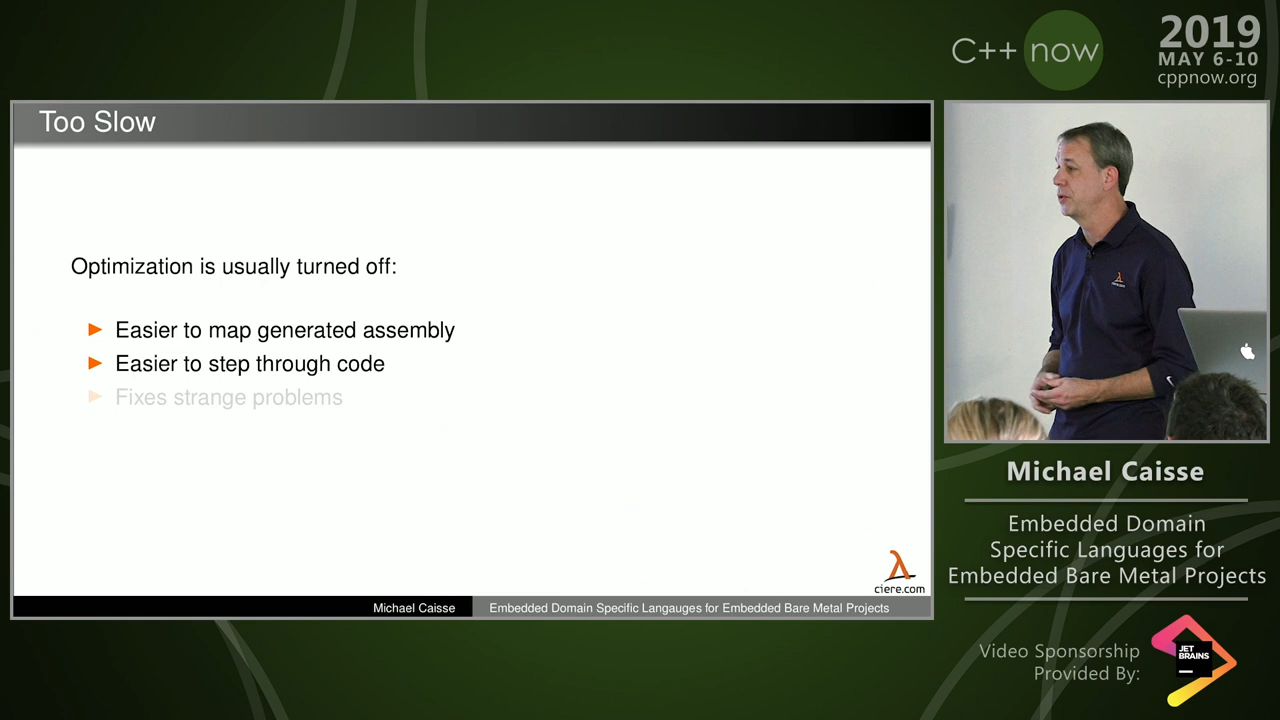 C++ now
2019
MAY 6-10
cppnow.org
Too Slow
Optimization is usually turned off:
Easier to map generated assembly
Easier to step through code
Fixes strange problems
ciere.com
Michael Caisse
Embedded Domain Specific Langauges for Embedded Bare Metal Projects
ciere.com
Michael Caisse
Embedded Domain
Specific Languages for
Embedded Bare Metal Projects
Video Sponsorship
Provided By:
JET
BRAINS